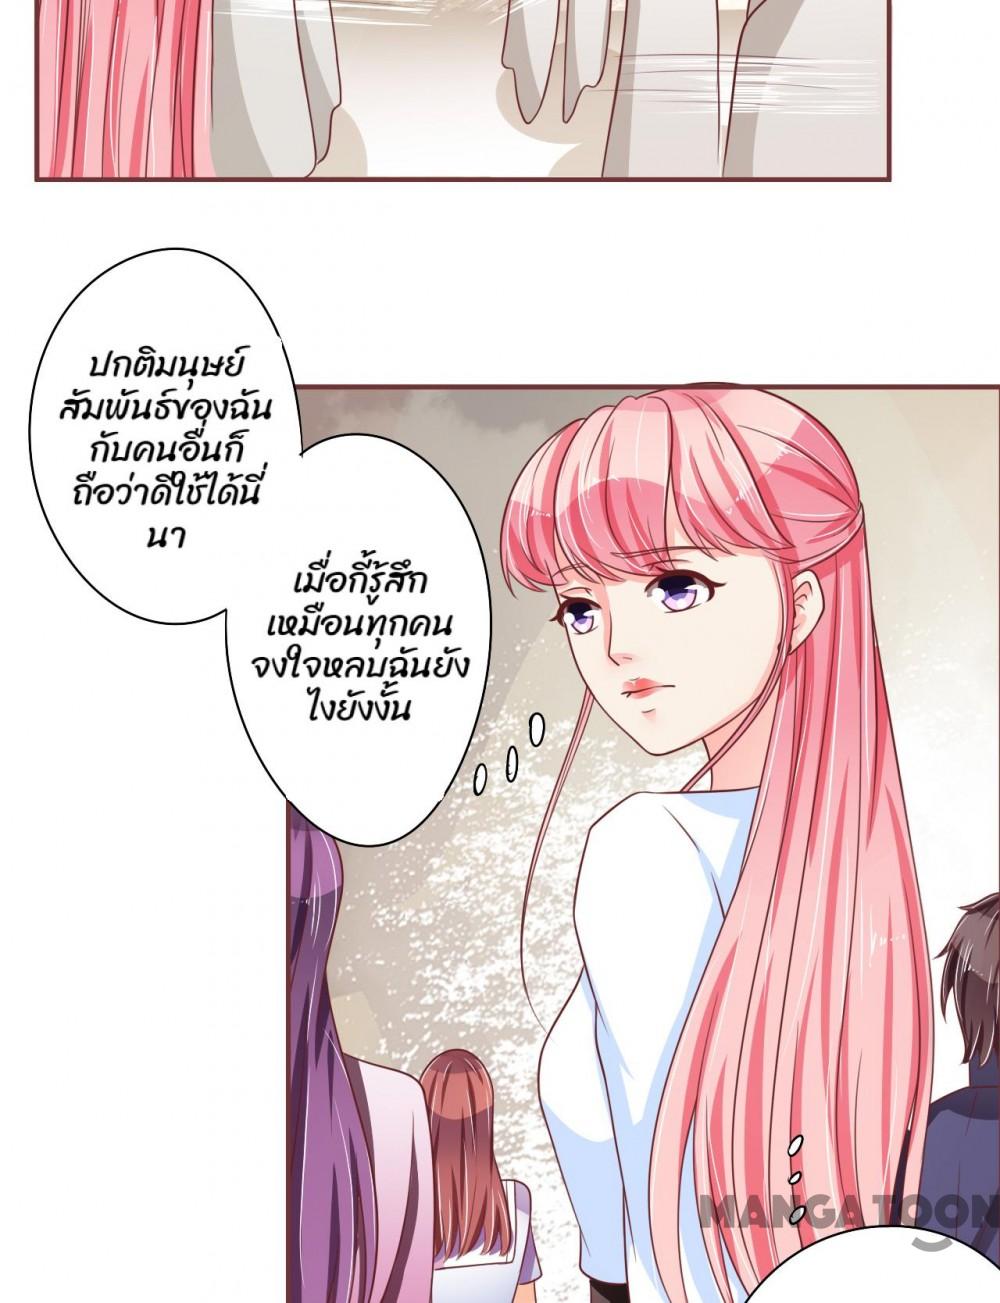 ปกติมนุษย์
สัมพันธ์ของฉัน
กับคนอื่นก็
ถือว่าดีใช้ได้นี่
นา
เมื่อกี้รู้สึก
เหมือนทุกคน
จงใจหลบฉันยัง
ไงยังงั้น
MANGATOON